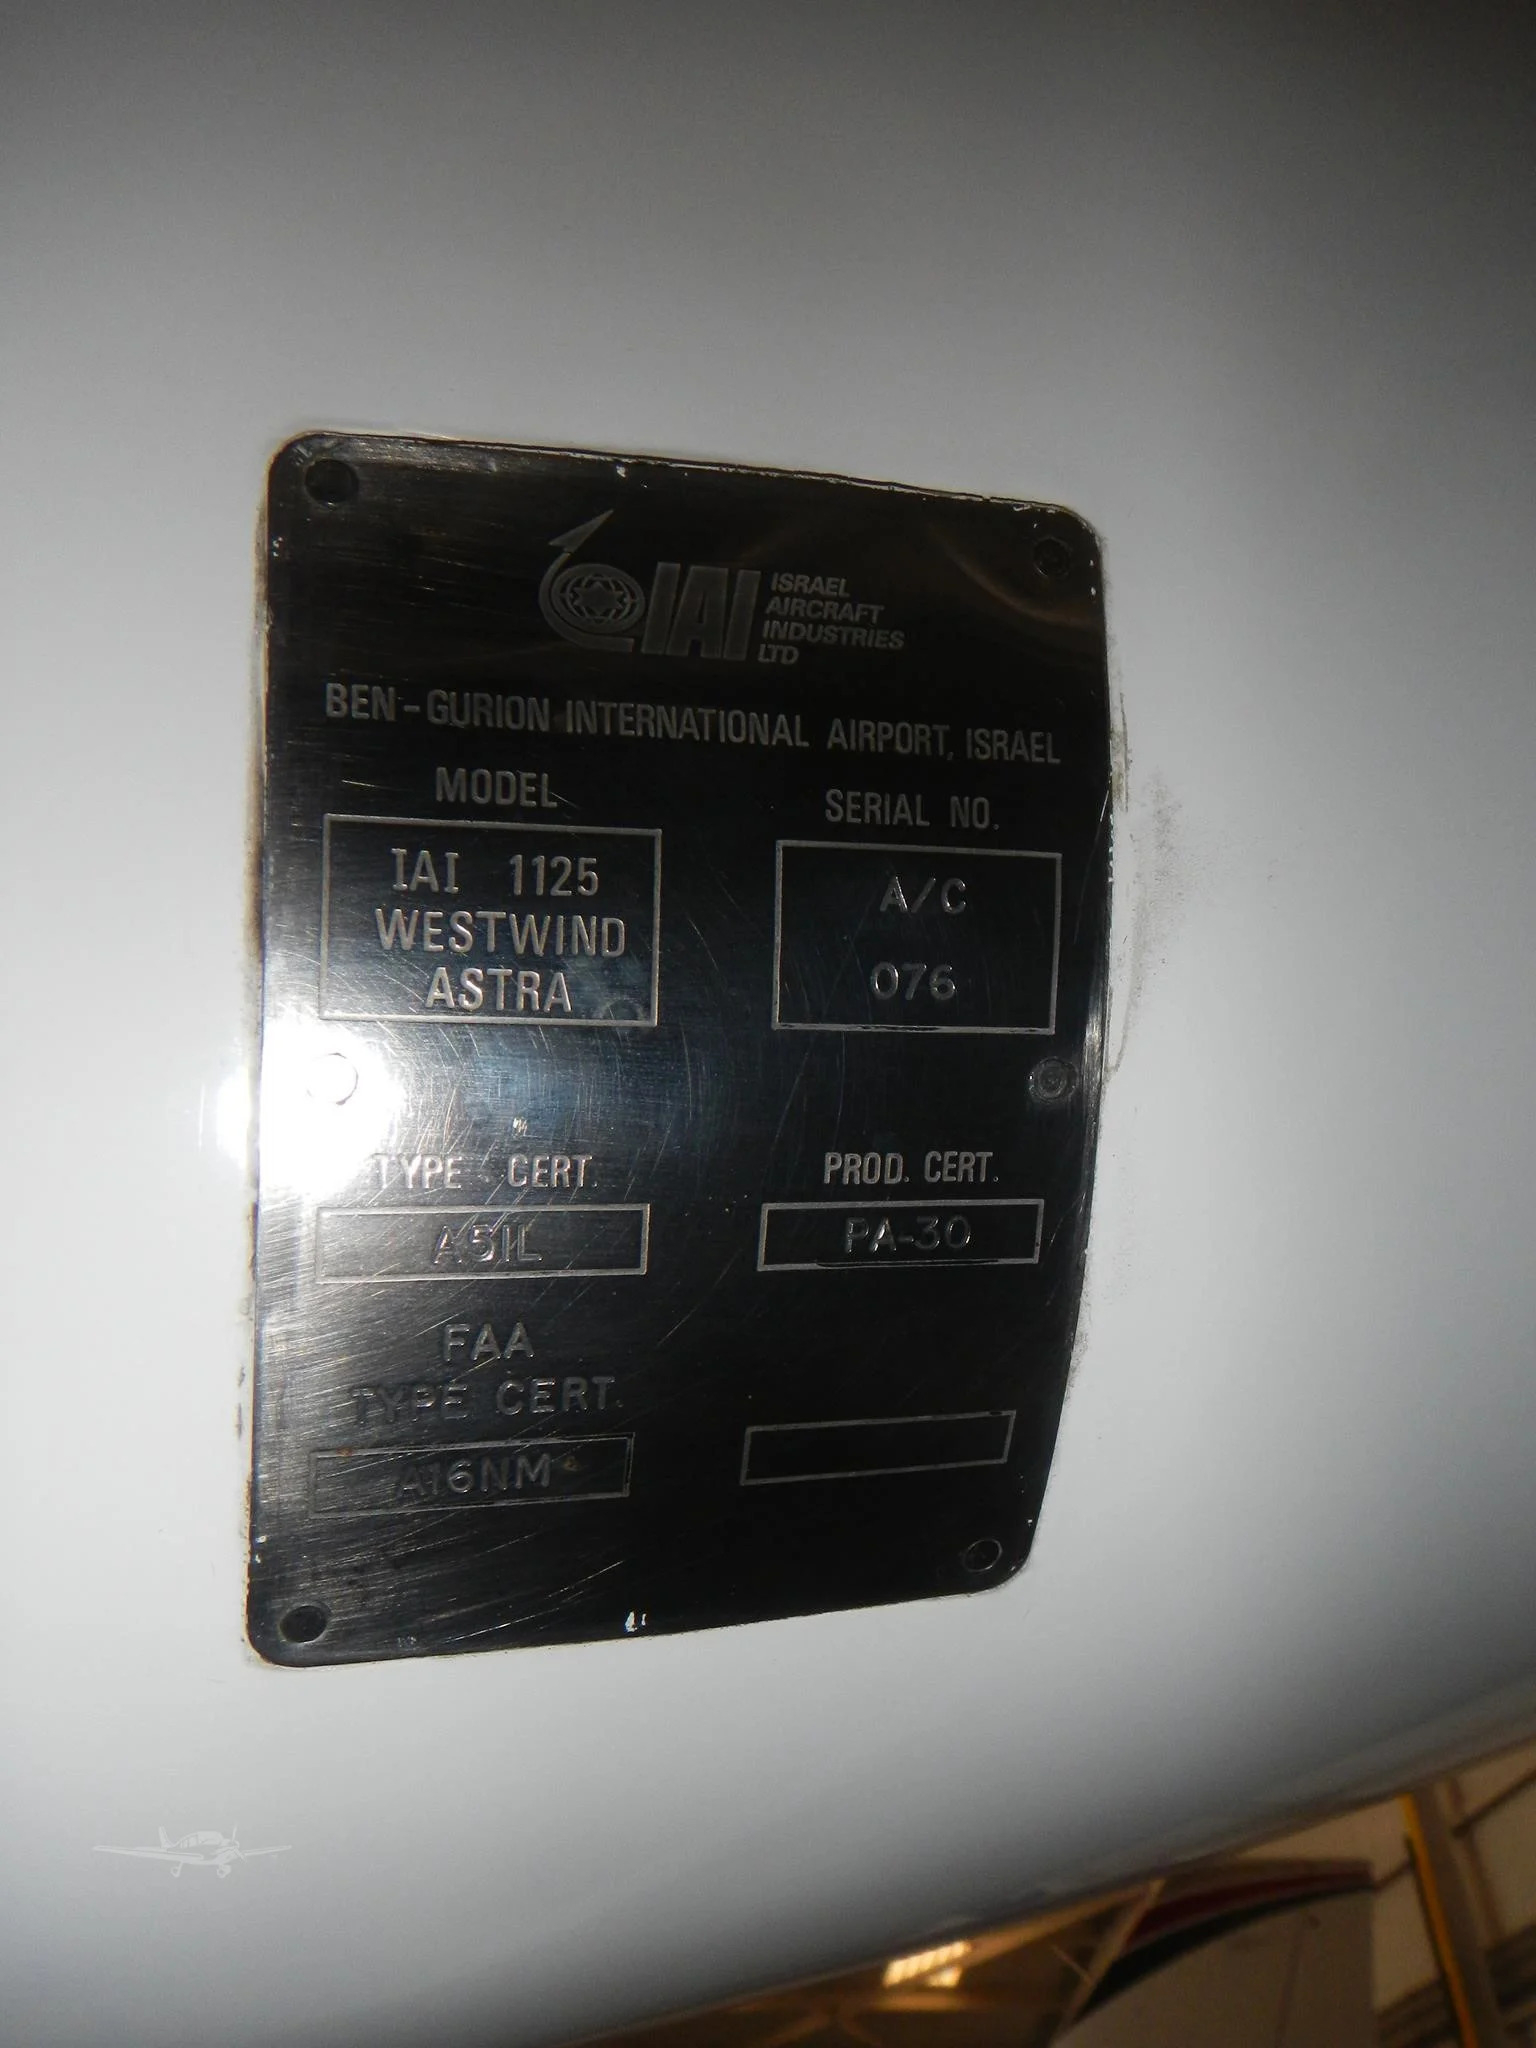 IAI ISRAEL
AIRCRAFT
INDUSTRIES
LTD
BEN-GURION INTERNATIONAL AIRPORT, ISRAEL
MODEL
IAI 1125
WESTWIND
ASTRA
SERIAL NO.
A/C
076
TYPE CERT.
A51L
PROD. CERT.
PA-30
FAA
TYPE CERT.
A16NM